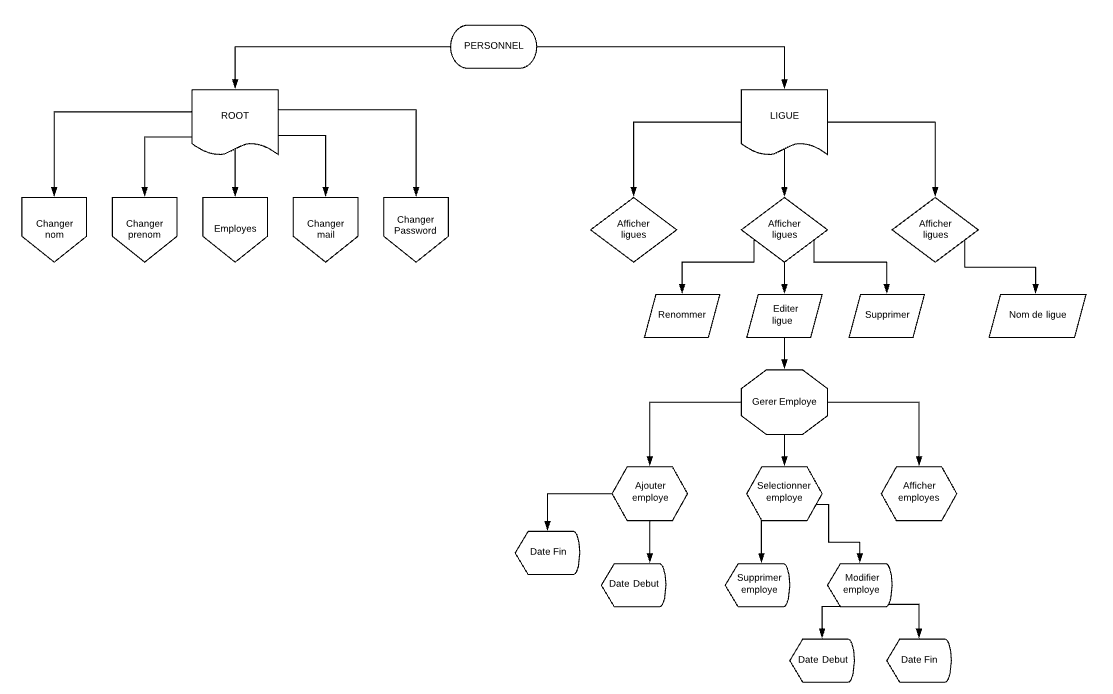 PERSONNEL
ROOT
LIGUE
Changer
nom
Changer
prenom
Employes
Changer
mail
Changer
Password
Afficher
ligues
Afficher
ligues
Afficher
ligues
Renommer
Editer
ligue
Supprimer
Nom de ligue
Gerer Employe
Ajouter
employe
Selectionner
employe
Afficher
employes
Date Fin
Date Debut
Supprimer
employe
Modifier
employe
Date Debut
Date Fin